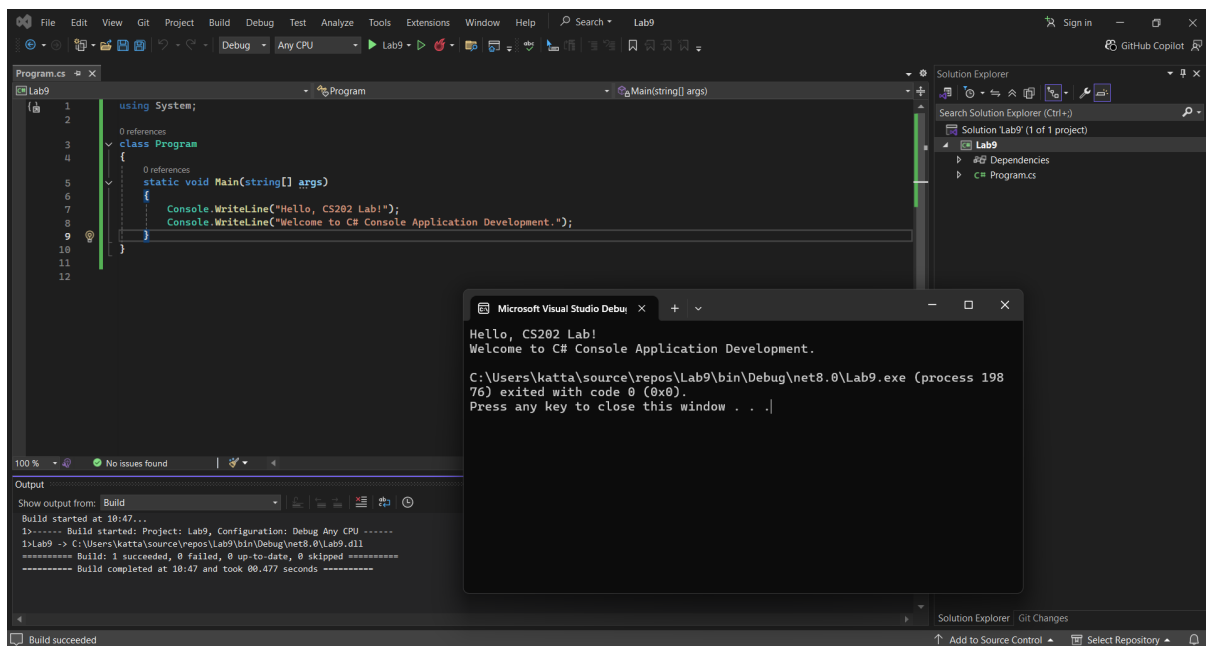 File Edit View Git Project Build Debug Test Analyze Tools Extensions Window Help Search Lab9 Sign in
Debug Any CPU Lab9 GitHub Copilot
Program.cs
Lab9 Program Main(string[] args)
1 using System;
2
0 references
3 class Program
4 {
0 references
5 static void Main(string[] args)
6 {
7 Console.WriteLine("Hello, CS202 Lab!");
8 Console.WriteLine("Welcome to C# Console Application Development.");
9 }
10 }
11
12
100 % No issues found
Solution Explorer
Search Solution Explorer (Ctrl+;)
Solution 'Lab9' (1 of 1 project)
C# Lab9
Dependencies
C# Program.cs
Microsoft Visual Studio Debu
Hello, CS202 Lab!
Welcome to C# Console Application Development.
C:\Users\katta\source\repos\Lab9\bin\Debug\net8.0\Lab9.exe (process 198
76) exited with code 0 (0x0).
Press any key to close this window . . .
Output
Show output from: Build
Build started at 10:47...
1>------ Build started: Project: Lab9, Configuration: Debug Any CPU ------
1>Lab9 -> C:\Users\katta\source\repos\Lab9\bin\Debug\net8.0\Lab9.dll
========== Build: 1 succeeded, 0 failed, 0 up-to-date, 0 skipped ==========
========== Build completed at 10:47 and took 00.477 seconds ==========
Solution Explorer Git Changes
Build succeeded Add to Source Control Select Repository